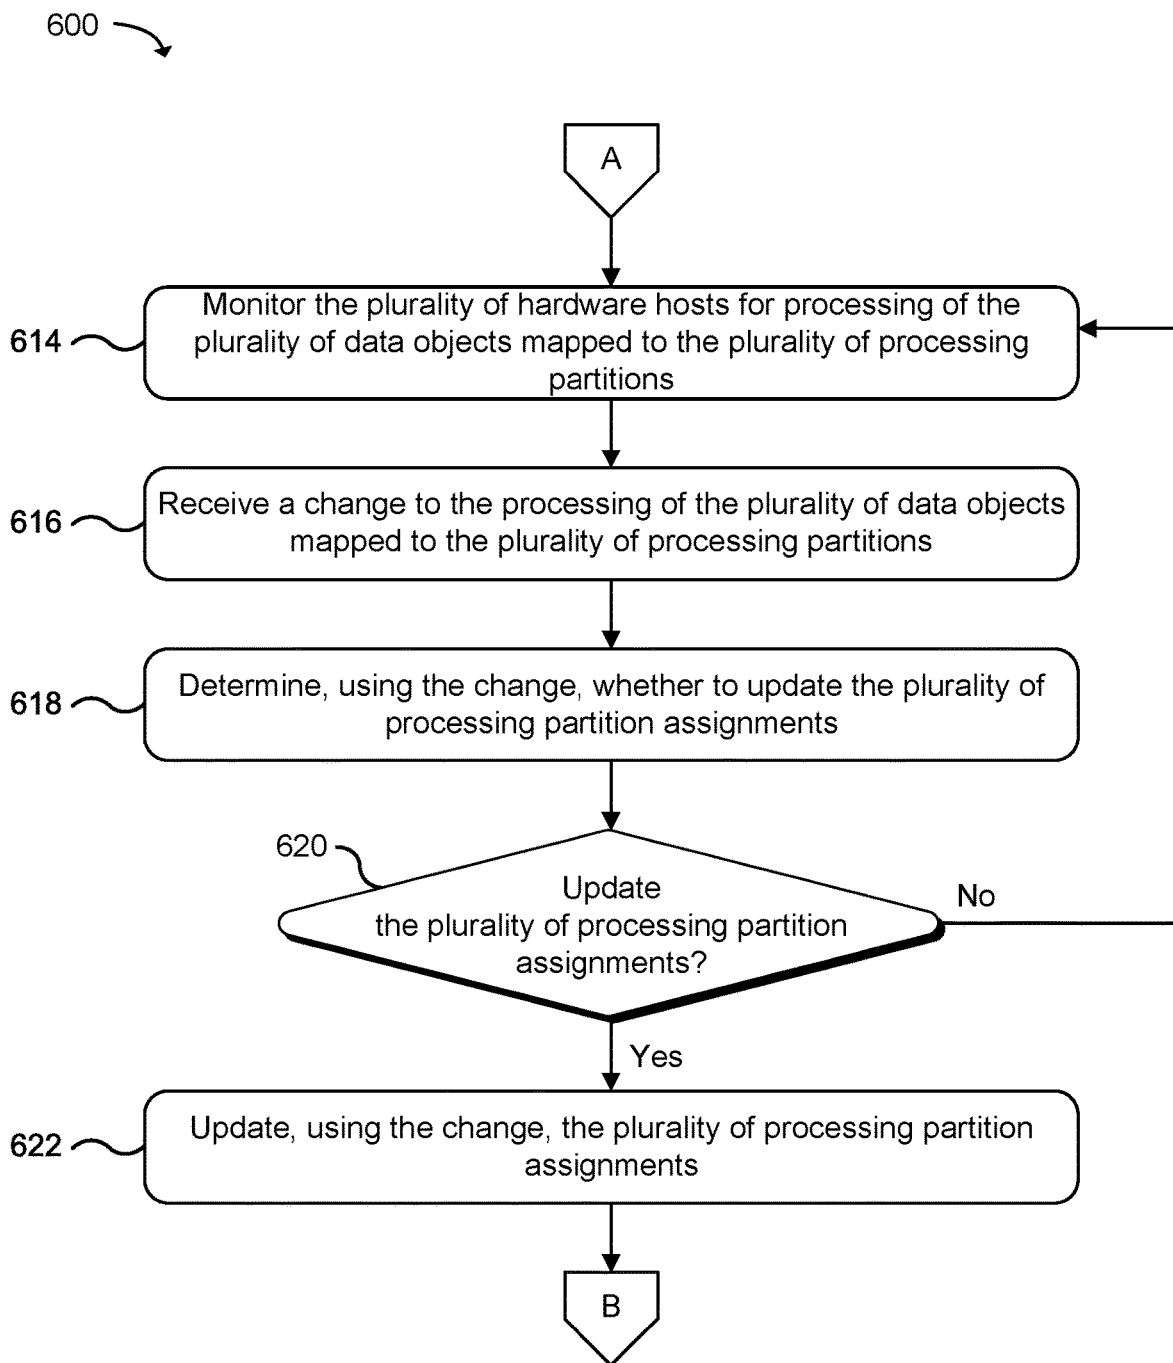 600
A
Monitor the plurality of hardware hosts for processing of the
614
plurality of data objects mapped to the plurality of processing
partitions
Receive a change to the processing of the plurality of data objects
616
mapped to the plurality of processing partitions
Determine, using the change, whether to update the plurality of
618
processing partition assignments
620
Update
the plurality of processing partition
assignments?
No
Yes
Update, using the change, the plurality of processing partition
622
assignments
B